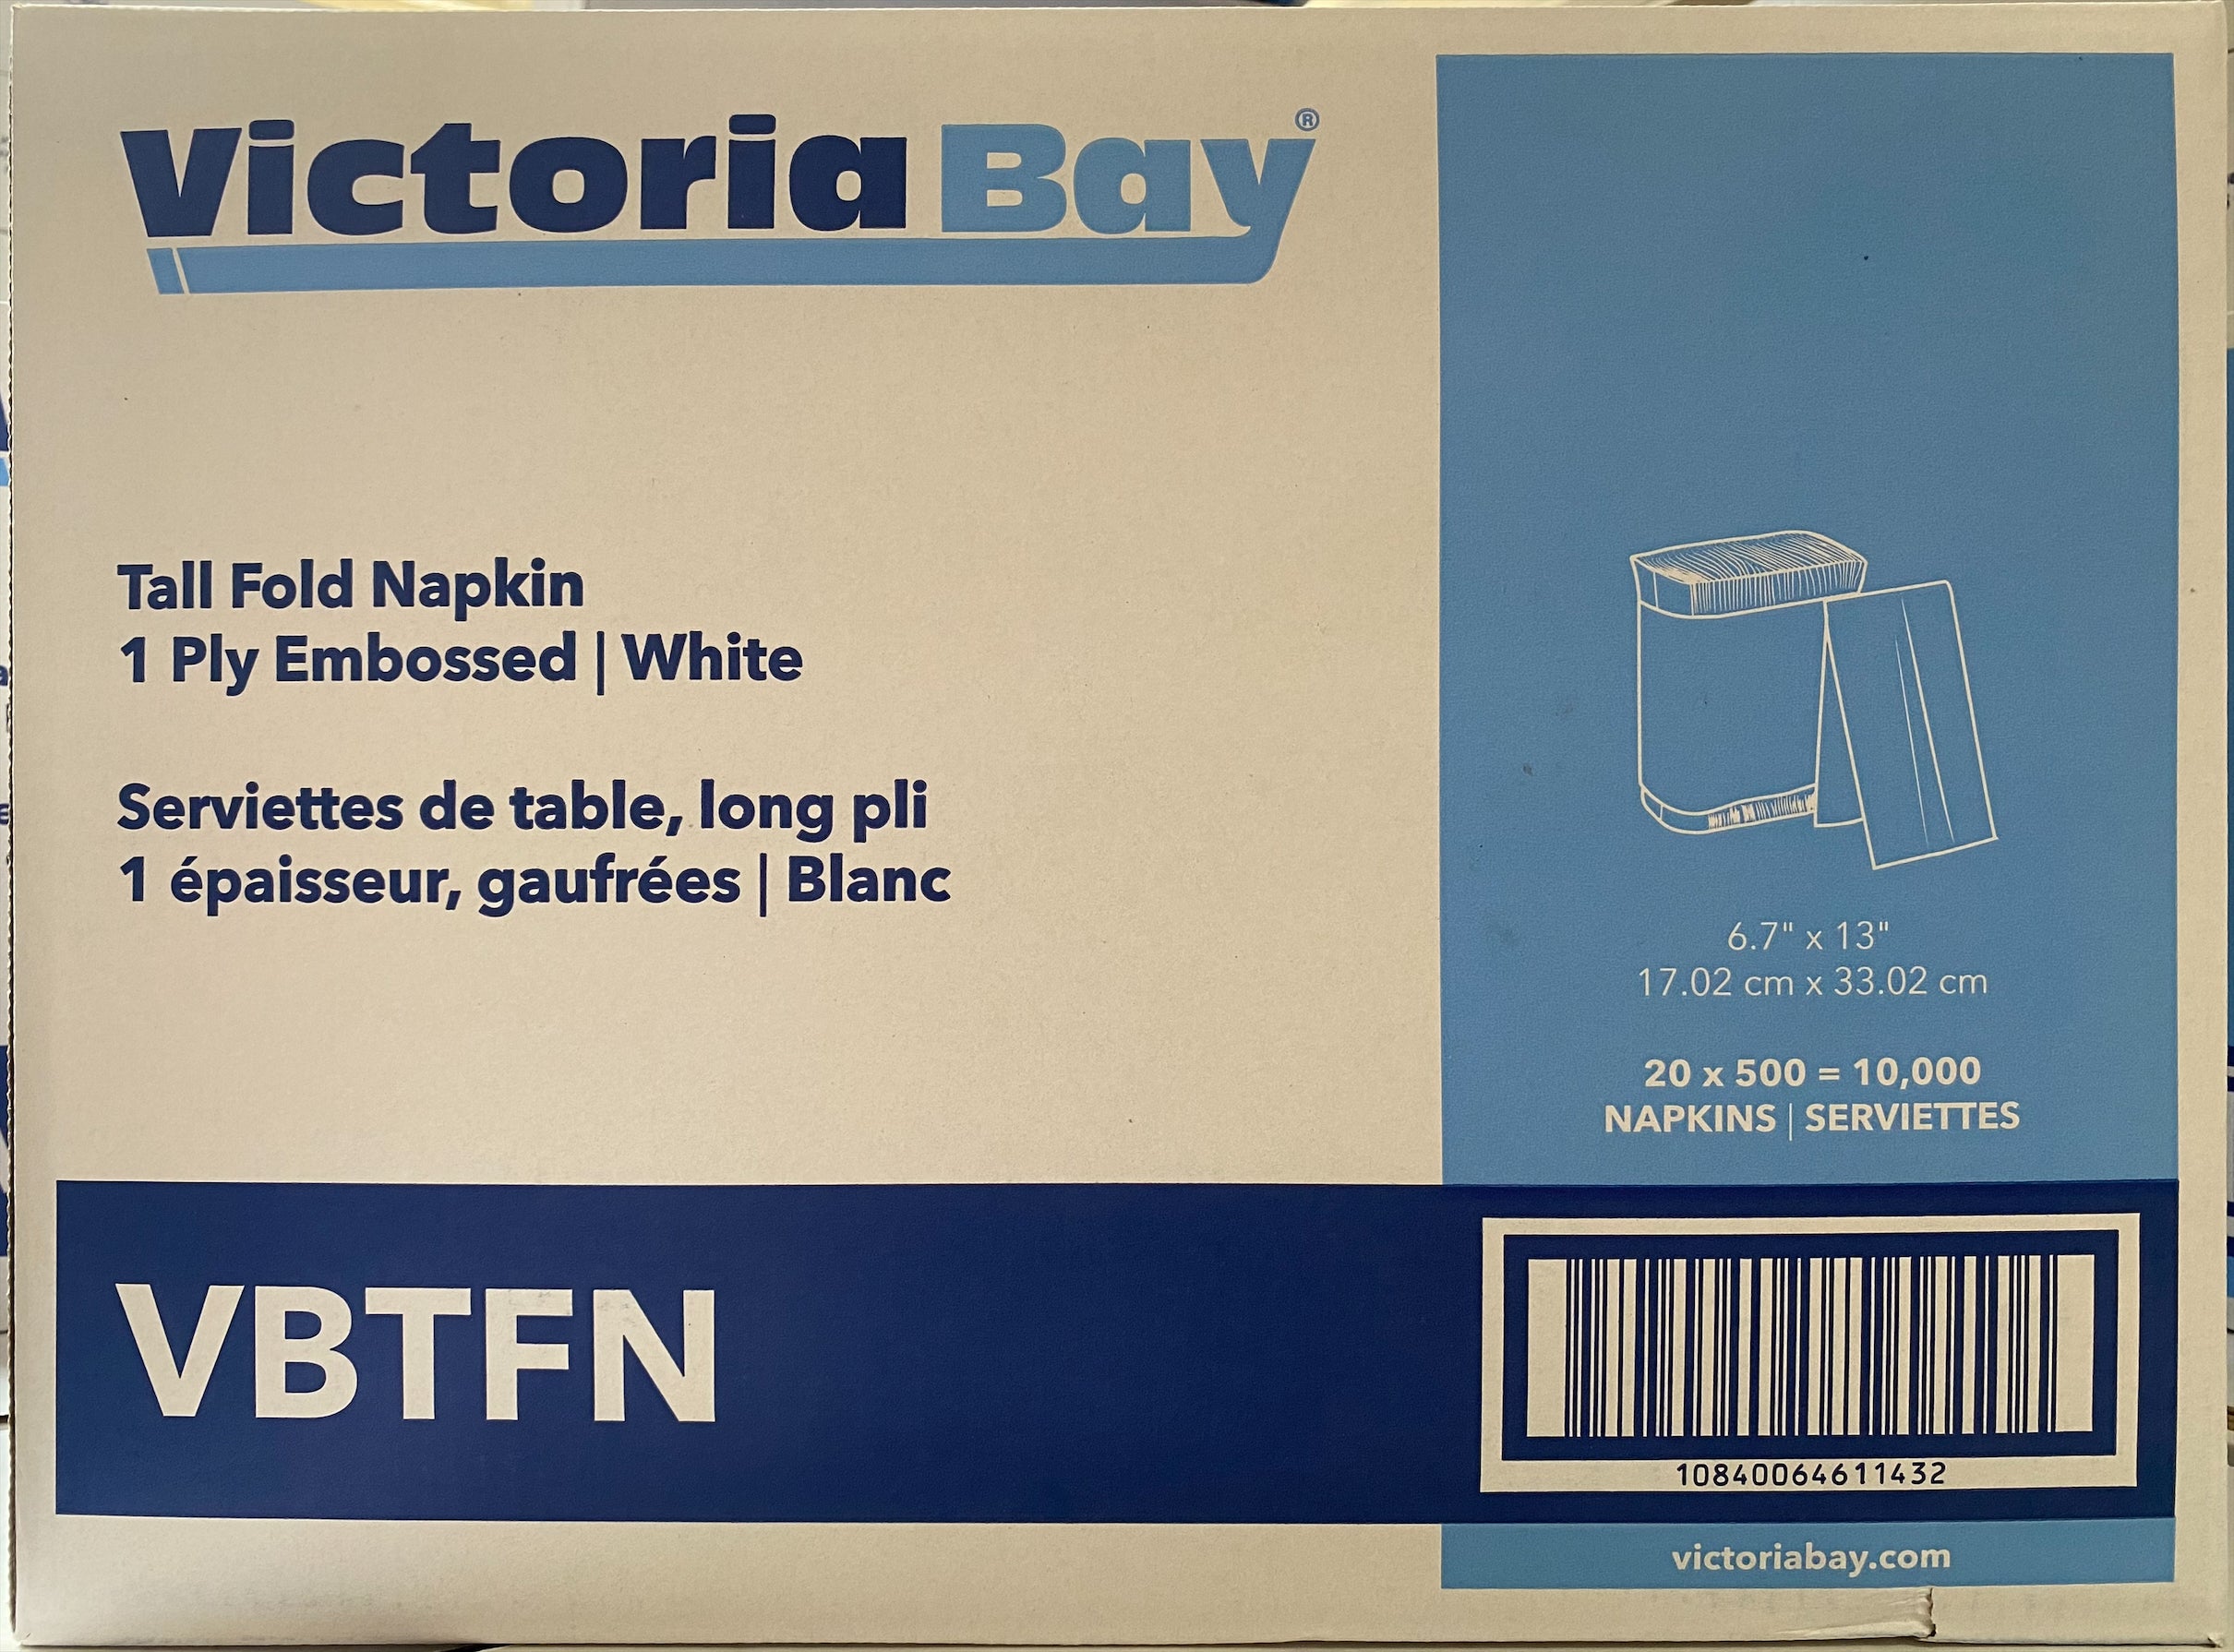 Victoria Bay®
Tall Fold Napkin
1 Ply Embossed | White
Serviettes de table, long pli
1 épaisseur, gaufrées | Blanc
6.7" x 13"
17.02 cm x 33.02 cm
20 x 500 = 10,000
NAPKINS | SERVIETTES
VBTFN
10840064611432
victoriabay.com